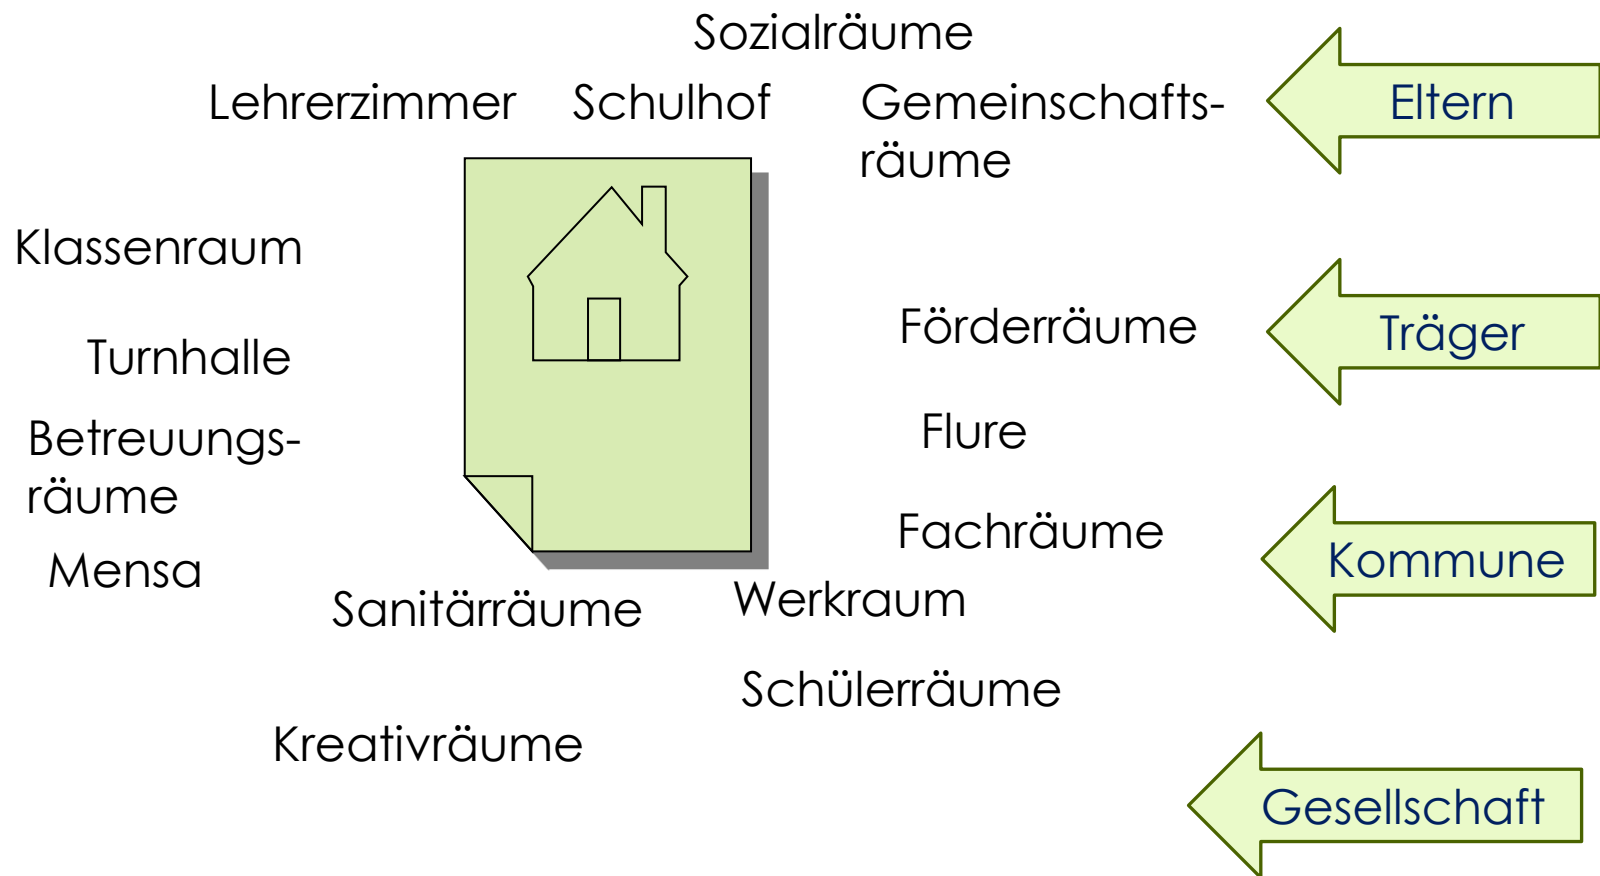 Sozialräume
Lehrerzimmer
Schulhof
Gemeinschafts-
räume
Eltern
Klassenraum
Turnhalle
Förderräume
Träger
Betreuungs-
räume
Flure
Mensa
Fachräume
Kommune
Sanitärräume
Werkraum
Schülerräume
Kreativräume
Gesellschaft